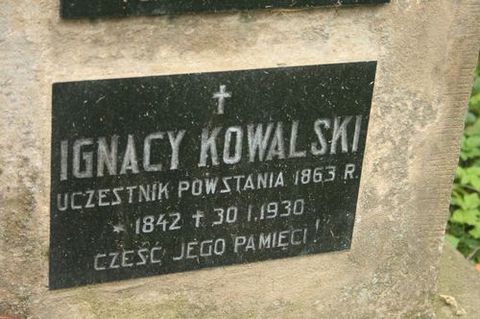 IGNACY KOWALSKI
UCZESTNIK POWSTANIA 1863 R.
* 1842 † 30 I. 1930
CZEŚĆ JEGO PAMIĘCI!